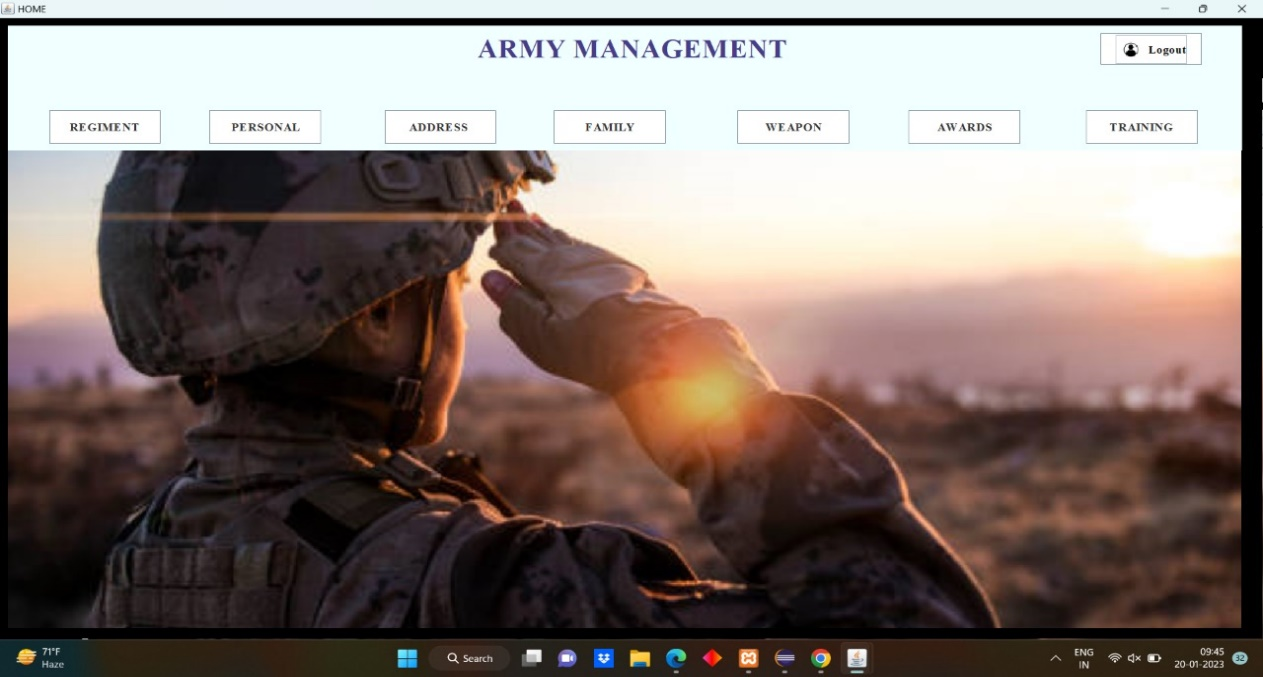 HOME
ARMY MANAGEMENT
Logout
REGIMENT PERSONAL ADDRESS FAMILY WEAPON AWARDS TRAINING
71°F
Haze
Search
ENG
IN
09:45
20-01-2023
32